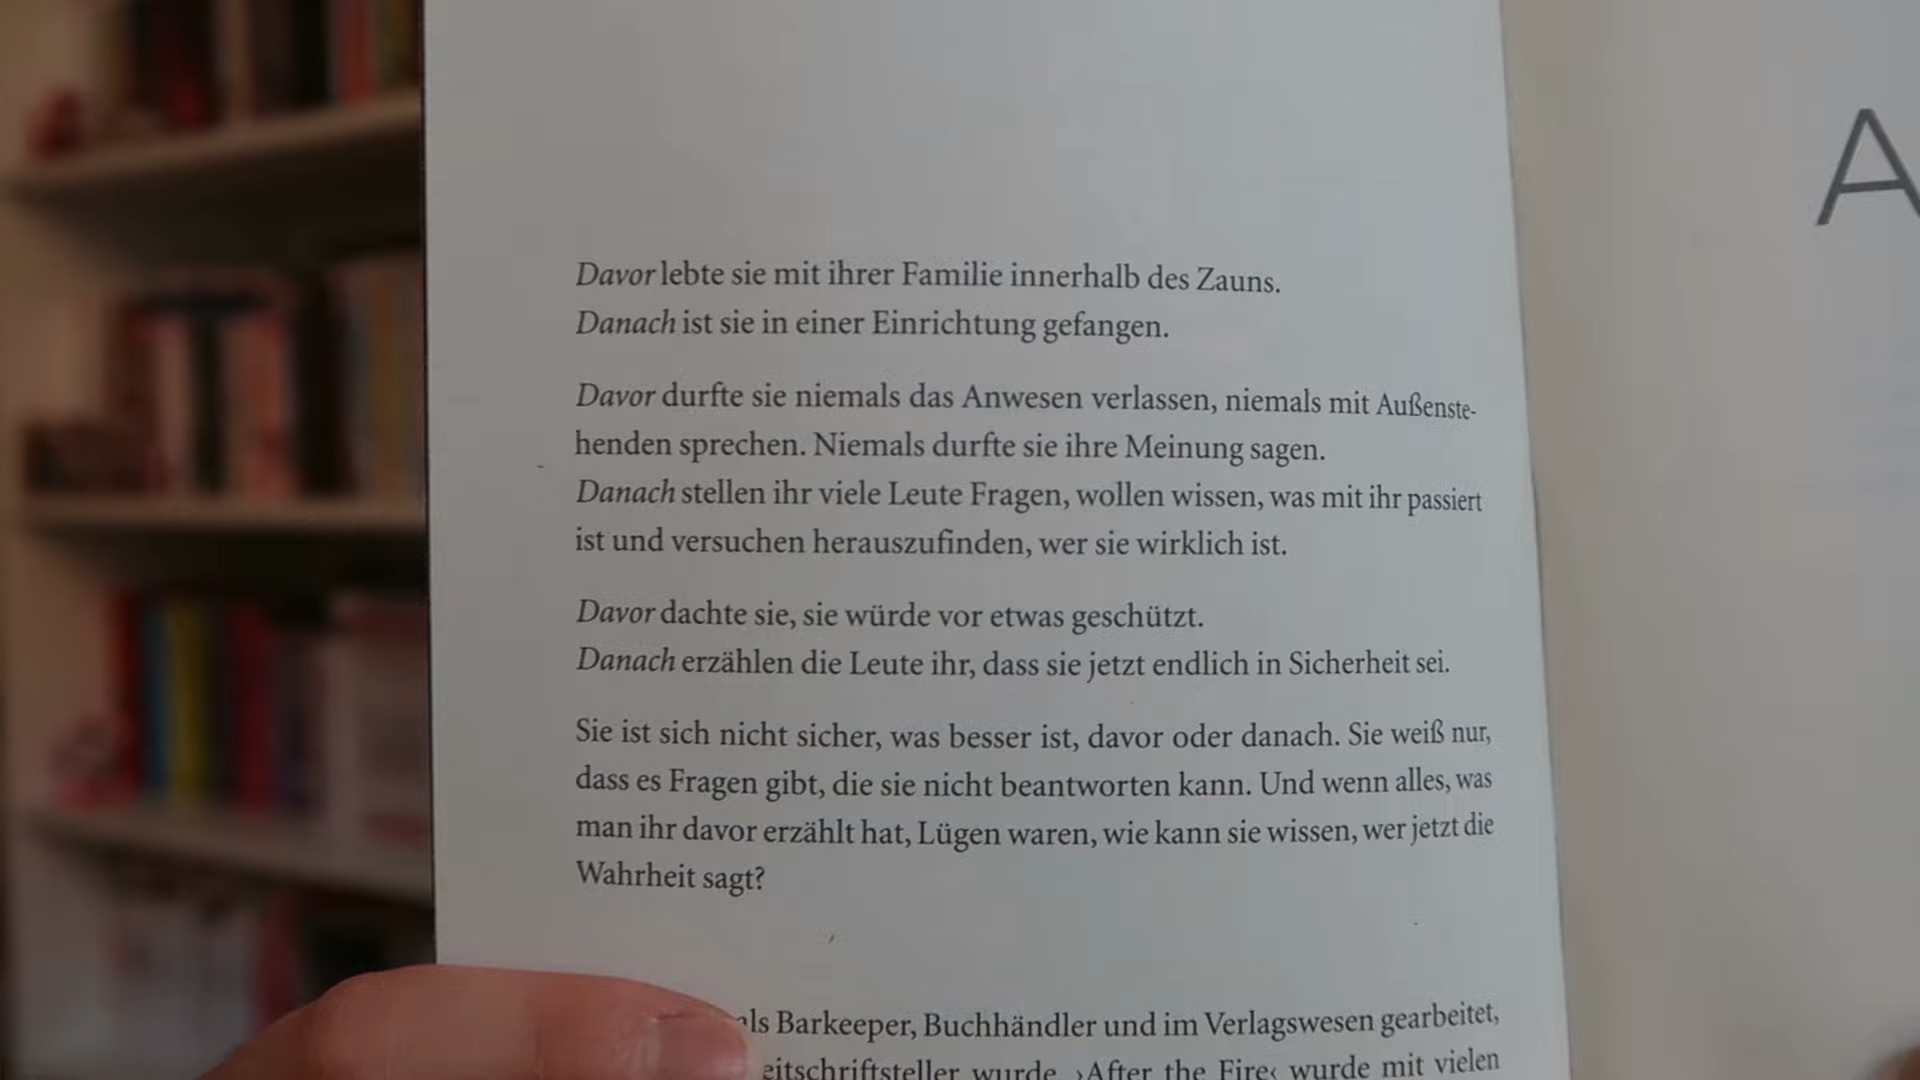 Davor lebte sie mit ihrer Familie innerhalb des Zauns.
Danach ist sie in einer Einrichtung gefangen.
Davor durfte sie niemals das Anwesen verlassen, niemals mit Außenste-
henden sprechen. Niemals durfte sie ihre Meinung sagen.
Danach stellen ihr viele Leute Fragen, wollen wissen, was mit ihr passiert
ist und versuchen herauszufinden, wer sie wirklich ist.
Davor dachte sie, sie würde vor etwas geschützt.
Danach erzählen die Leute ihr, dass sie jetzt endlich in Sicherheit sei.
Sie ist sich nicht sicher, was besser ist, davor oder danach. Sie weiß nur,
dass es Fragen gibt, die sie nicht beantworten kann. Und wenn alles, was
man ihr davor erzählt hat, Lügen waren, wie kann sie wissen, wer jetzt die
Wahrheit sagt?
Barkeeper, Buchhändler und im Verlagswesen gearbeitet,
wurde. ›After the Fire‹ wurde mit vielen
A